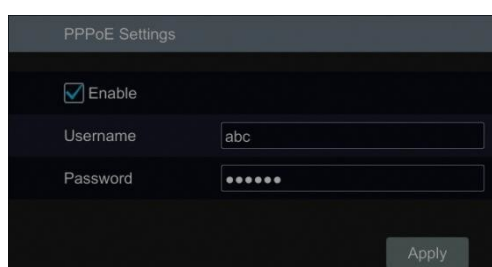 PPPoE Settings
Enable
Username abc
Password ●●●●●●
Apply